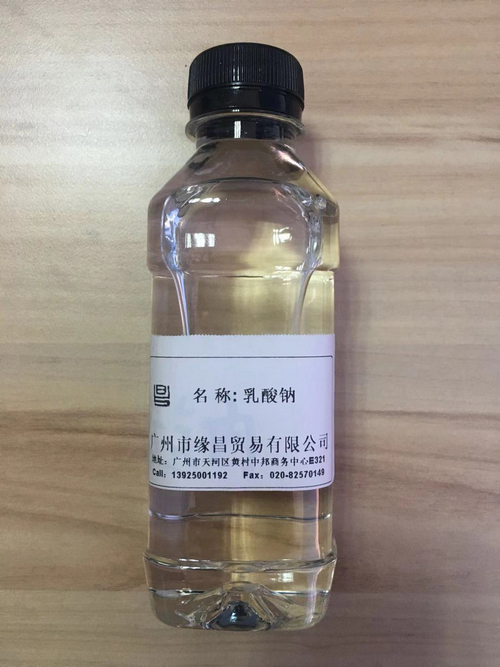 昌
名 称: 乳酸钠
广州市缘昌贸易有限公司
地址: 广州市天河区黄村中邦商务中心E321
Call: 13925001192 Fax: 020-82570149